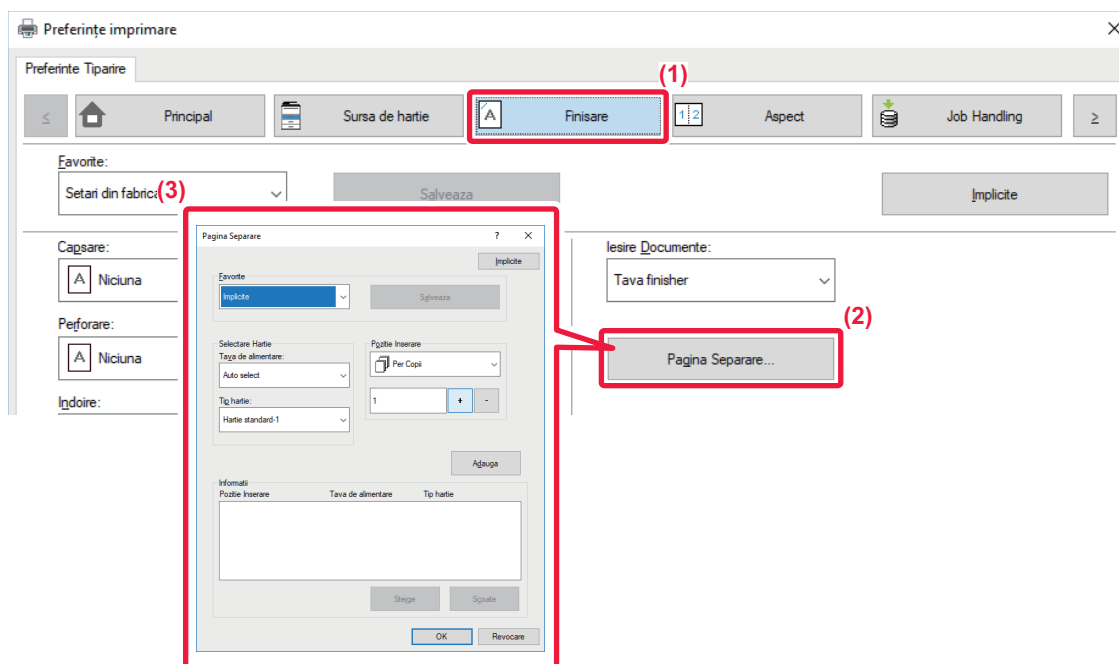 Preferințe imprimare
Preferinte Tiparire
(1)
< Principal Sursa de hartie A Finisare 1 2 Aspect Job Handling >
Favorite:
Setari din fabrica
Salveaza
Implicite
(3)
Capsare:
A Niciuna
Perforare:
A Niciuna
Indoire:
Pagina Separare ?
Implicite
Favorite
Implicite
Salveaza
Selectare Hartie
Tava de alimentare:
Auto select
Tip hartie:
Hartie standard-1
Pozitie Inserare
Per Copii
1 + -
Adauga
Informatii
Pozitie Inserare Tava de alimentare Tip hartie
Sterge Scoate
OK Revocare
Iesire Documente:
Tava finisher
(2)
Pagina Separare...